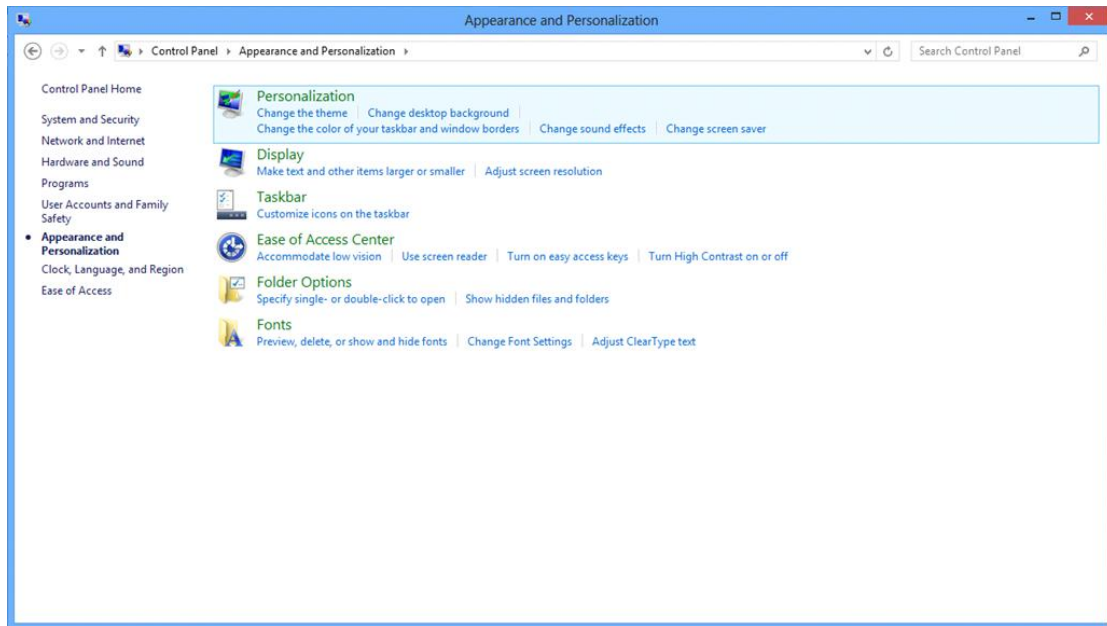 Appearance and Personalization
Control Panel Appearance and Personalization
Search Control Panel
Control Panel Home
System and Security
Network and Internet
Hardware and Sound
Programs
User Accounts and Family
Safety
Appearance and
Personalization
Clock, Language, and Region
Ease of Access
Personalization
Change the theme Change desktop background
Change the color of your taskbar and window borders Change sound effects Change screen saver
Display
Make text and other items larger or smaller Adjust screen resolution
Taskbar
Customize icons on the taskbar
Ease of Access Center
Accommodate low vision Use screen reader Turn on easy access keys Turn High Contrast on or off
Folder Options
Specify single- or double-click to open Show hidden files and folders
Fonts
Preview, delete, or show and hide fonts Change Font Settings Adjust ClearType text